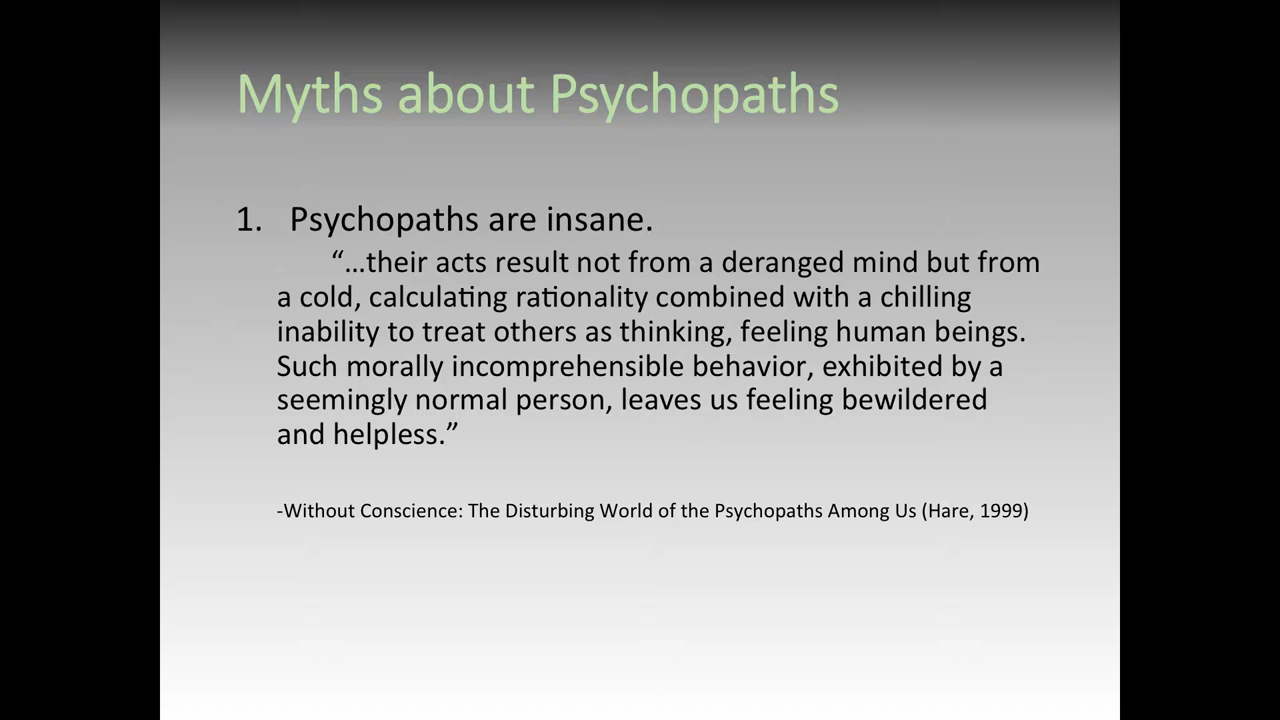 Myths about Psychopaths
1. Psychopaths are insane.
“…their acts result not from a deranged mind but from
a cold, calculating rationality combined with a chilling
inability to treat others as thinking, feeling human beings.
Such morally incomprehensible behavior, exhibited by a
seemingly normal person, leaves us feeling bewildered
and helpless.”
-Without Conscience: The Disturbing World of the Psychopaths Among Us (Hare, 1999)